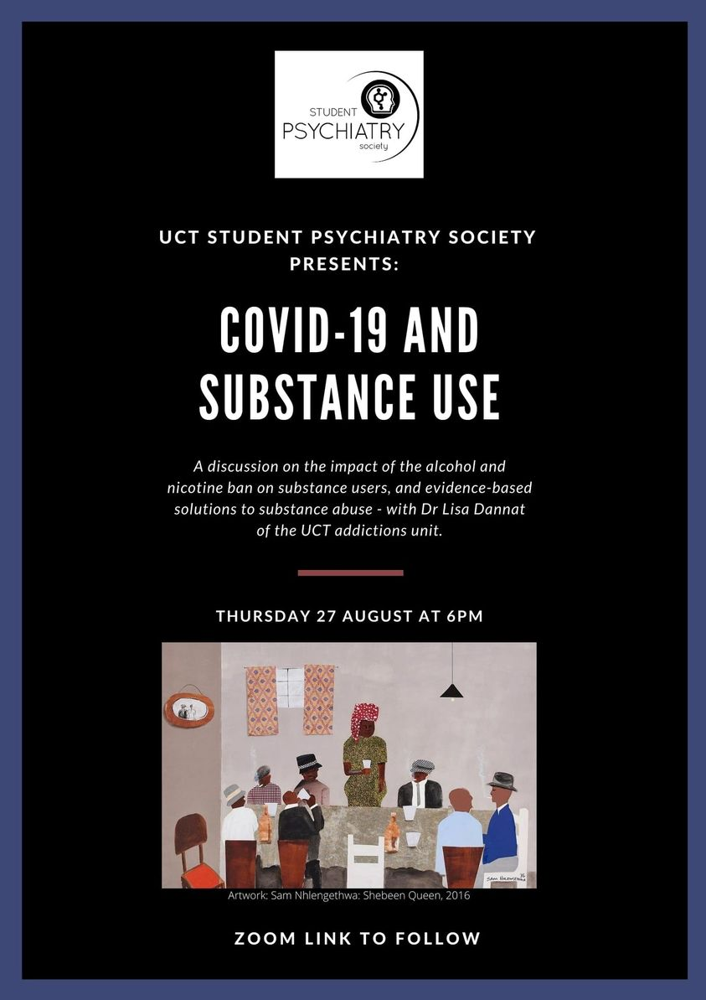 STUDENT
PSYCHIATRY
society
UCT STUDENT PSYCHIATRY SOCIETY
PRESENTS:
COVID-19 AND
SUBSTANCE USE
A discussion on the impact of the alcohol and
nicotine ban on substance users, and evidence-based
solutions to substance abuse - with Dr Lisa Dannat
of the UCT addictions unit.
THURSDAY 27 AUGUST AT 6PM
SAM NHLENGETHWA
Artwork: Sam Nhlengethwa: Shebeen Queen, 2016
ZOOM LINK TO FOLLOW